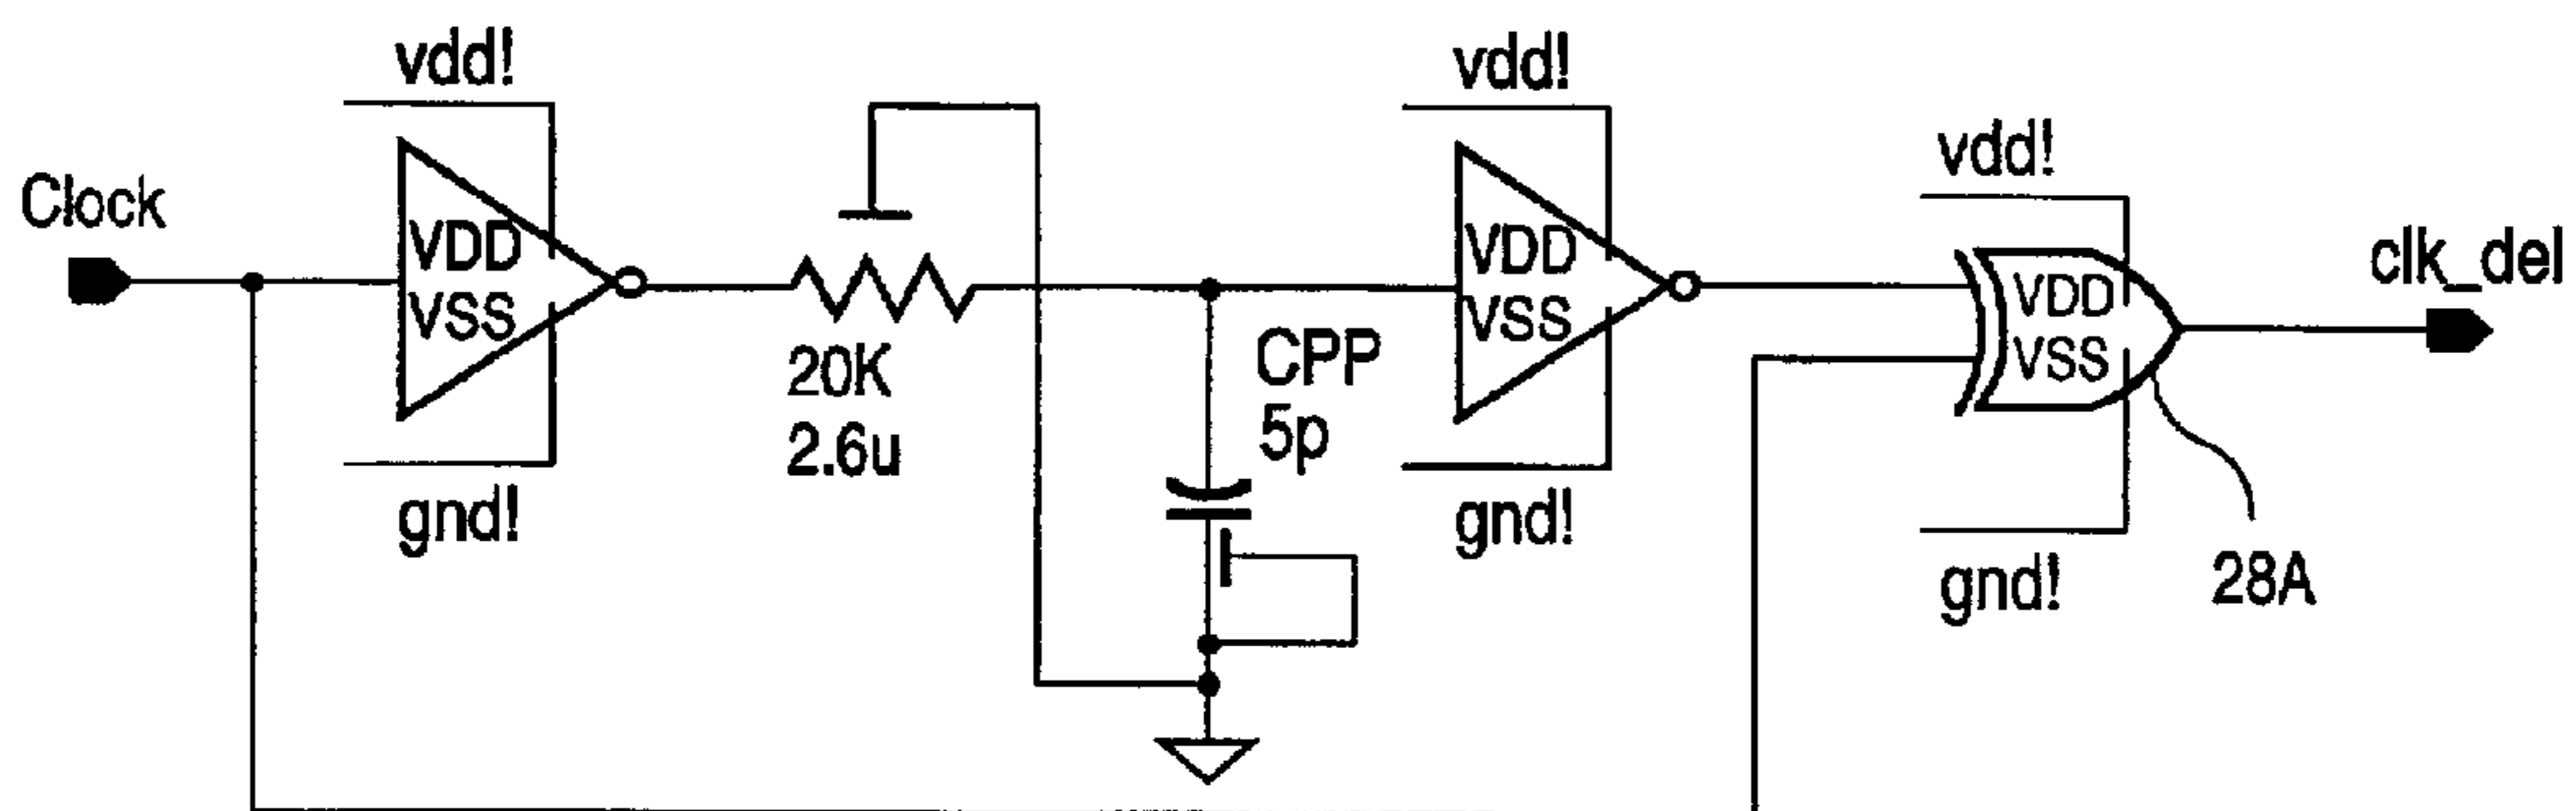 Clock
vdd!
VDD
VSS
gnd!
20K
2.6u
CPP
5p
vdd!
VDD
VSS
gnd!
vdd!
VDD
VSS
gnd!
28A
clk_del